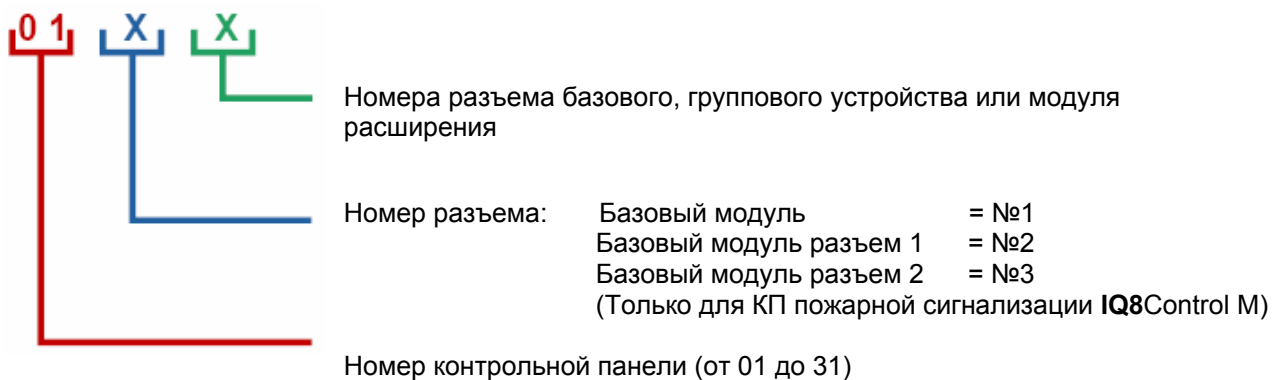 0 1 X X
Номера разъема базового, группового устройства или модуля
расширения
Номер разъема: Базовый модуль = №1
Базовый модуль разъем 1 = №2
Базовый модуль разъем 2 = №3
(Только для КП пожарной сигнализации IQ8Control M)
Номер контрольной панели (от 01 до 31)